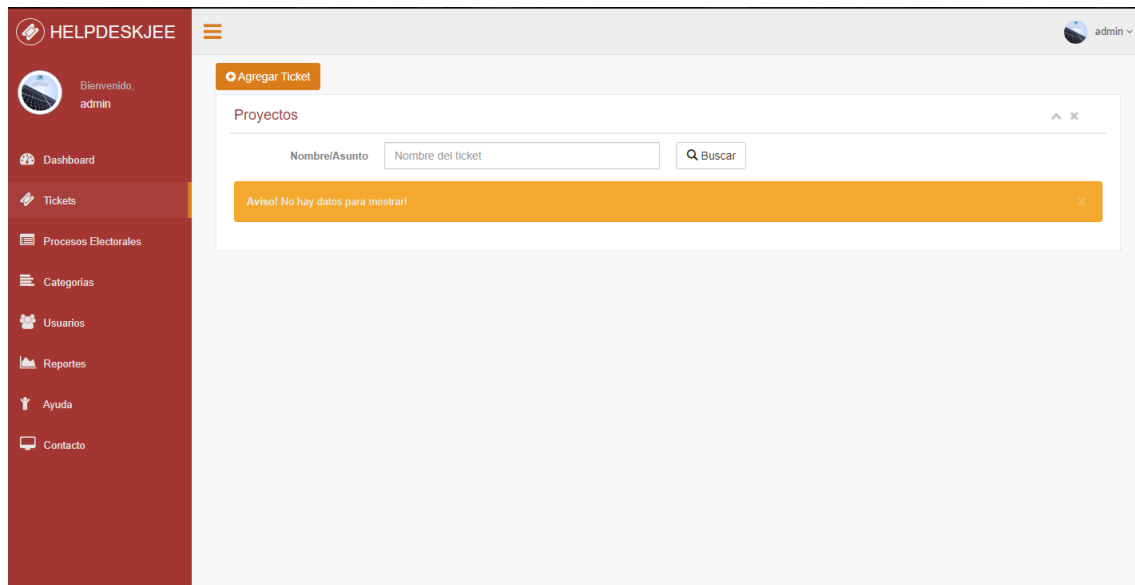 HELPDESKJEE
admin
Bienvenido,
admin
Dashboard
Tickets
Procesos Electorales
Categorias
Usuarios
Reportes
Ayuda
Contacto
Agregar Ticket
Proyectos
Nombre/Asunto
Nombre del ticket
Buscar
Aviso! No hay datos para mostrar!